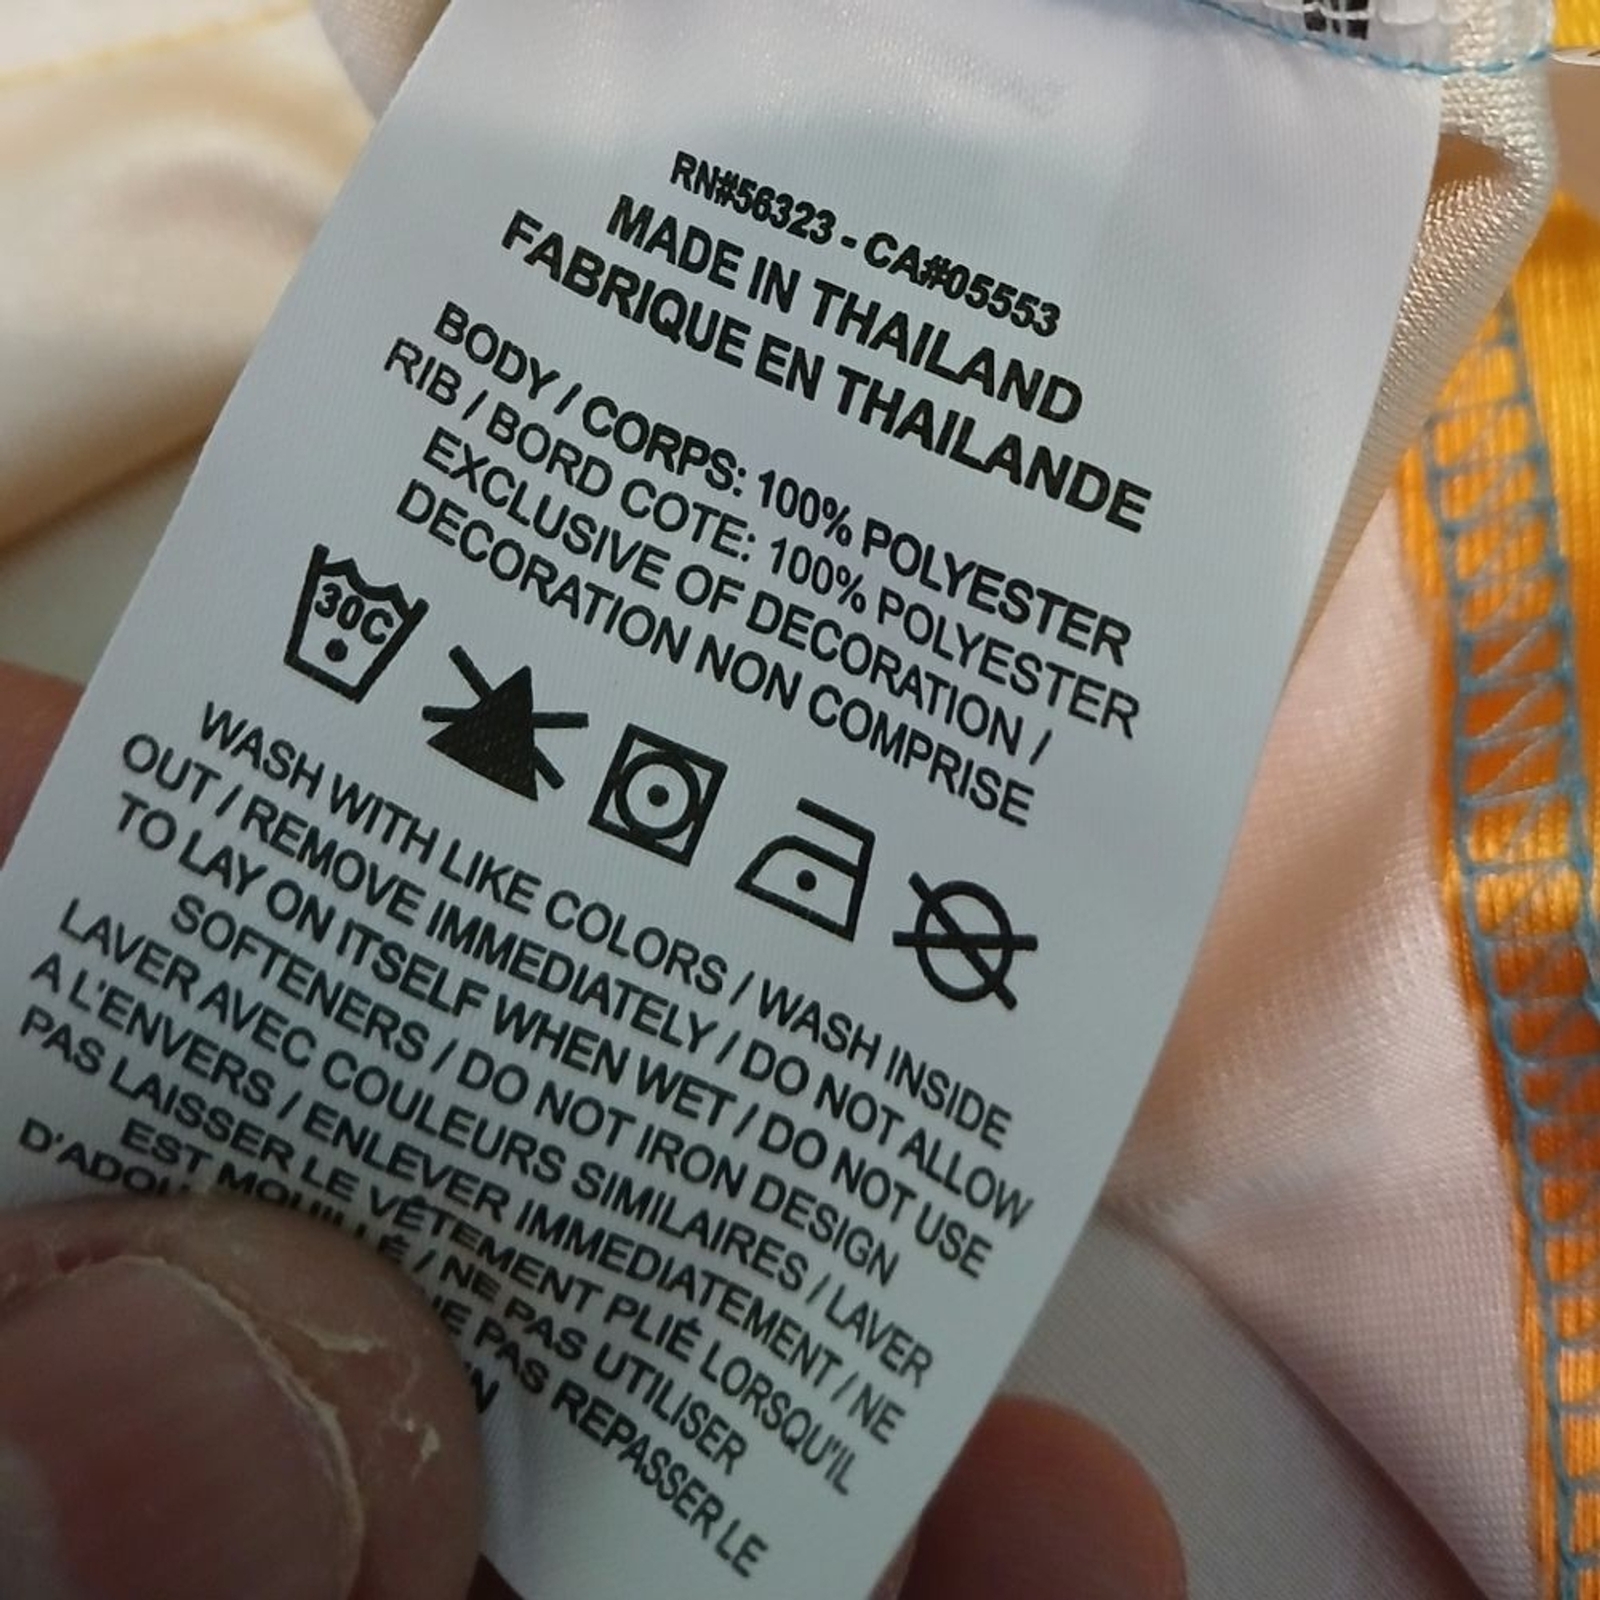 RN#56323 - CA#05553
MADE IN THAILAND
FABRIQUE EN THAILANDE
BODY / CORPS: 100% POLYESTER
RIB / BORD COTE: 100% POLYESTER
EXCLUSIVE OF DECORATION /
DECORATION NON COMPRISE
30C
WASH WITH LIKE COLORS / WASH INSIDE
OUT / REMOVE IMMEDIATELY / DO NOT ALLOW
TO LAY ON ITSELF WHEN WET / DO NOT USE
SOFTENERS / DO NOT IRON DESIGN
LAVER AVEC COULEURS SIMILAIRES / LAVER
A L'ENVERS / ENLEVER IMMEDIATEMENT / NE
PAS LAISSER LE VÊTEMENT PLIÉ LORSQU'IL
EST MOUILLÉ / NE PAS UTILISER
PAS REPASSER LE